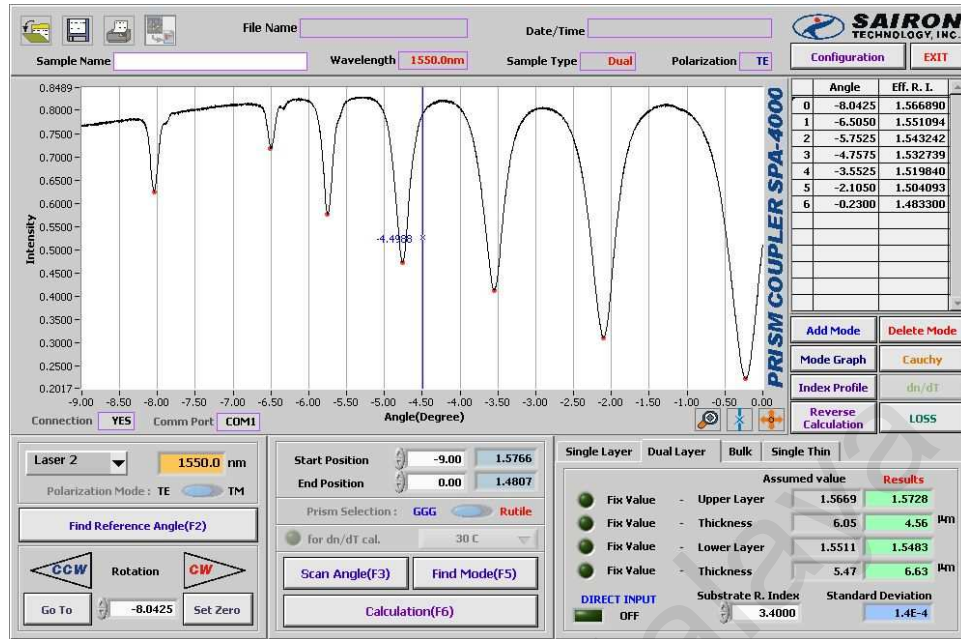 File Name
Date/Time
SAIRON
TECHNOLOGY, INC.
Sample Name
Wavelength 1550.0nm
Sample Type Dual
Polarization TE
Configuration
EXIT
0.8489
0.8000
0.7500
0.7000
0.6500
0.6000
0.5500
0.5000
0.4500
0.4000
0.3500
0.3000
0.2500
0.2017
Intensity
-4.4988
-9.00 -8.50 -8.00 -7.50 -7.00 -6.50 -6.00 -5.50 -5.00 -4.50 -4.00 -3.50 -3.00 -2.50 -2.00 -1.50 -1.00 -0.50 0.00
Angle(Degree)
Connection YES
Comm Port COM1
PRISM COUPLER SPA-4000
Angle Eff. R. I.
0 -8.0425 1.566890
1 -6.5050 1.551094
2 -5.7525 1.543242
3 -4.7575 1.532739
4 -3.5525 1.519840
5 -2.1050 1.504093
6 -0.2300 1.483300
Add Mode
Delete Mode
Mode Graph
Cauchy
Index Profile
dn/dT
Reverse
Calculation
LOSS
Laser 2
1550.0 nm
Polarization Mode : TE TM
Find Reference Angle(F2)
CCW Rotation CW
Go To -8.0425 Set Zero
Start Position -9.00 1.5766
End Position 0.00 1.4807
Prism Selection : GGG Rutile
for dn/dT cal. 30 C
Scan Angle(F3)
Find Mode(F5)
Calculation(F6)
Single Layer Dual Layer Bulk Single Thin
Assumed value Results
Fix Value - Upper Layer 1.5669 1.5728
Fix Value - Thickness 6.05 4.56 µm
Fix Value - Lower Layer 1.5511 1.5483
Fix Value - Thickness 5.47 6.63 µm
DIRECT INPUT
OFF
Substrate R. Index
3.4000
Standard Deviation
1.4E-4